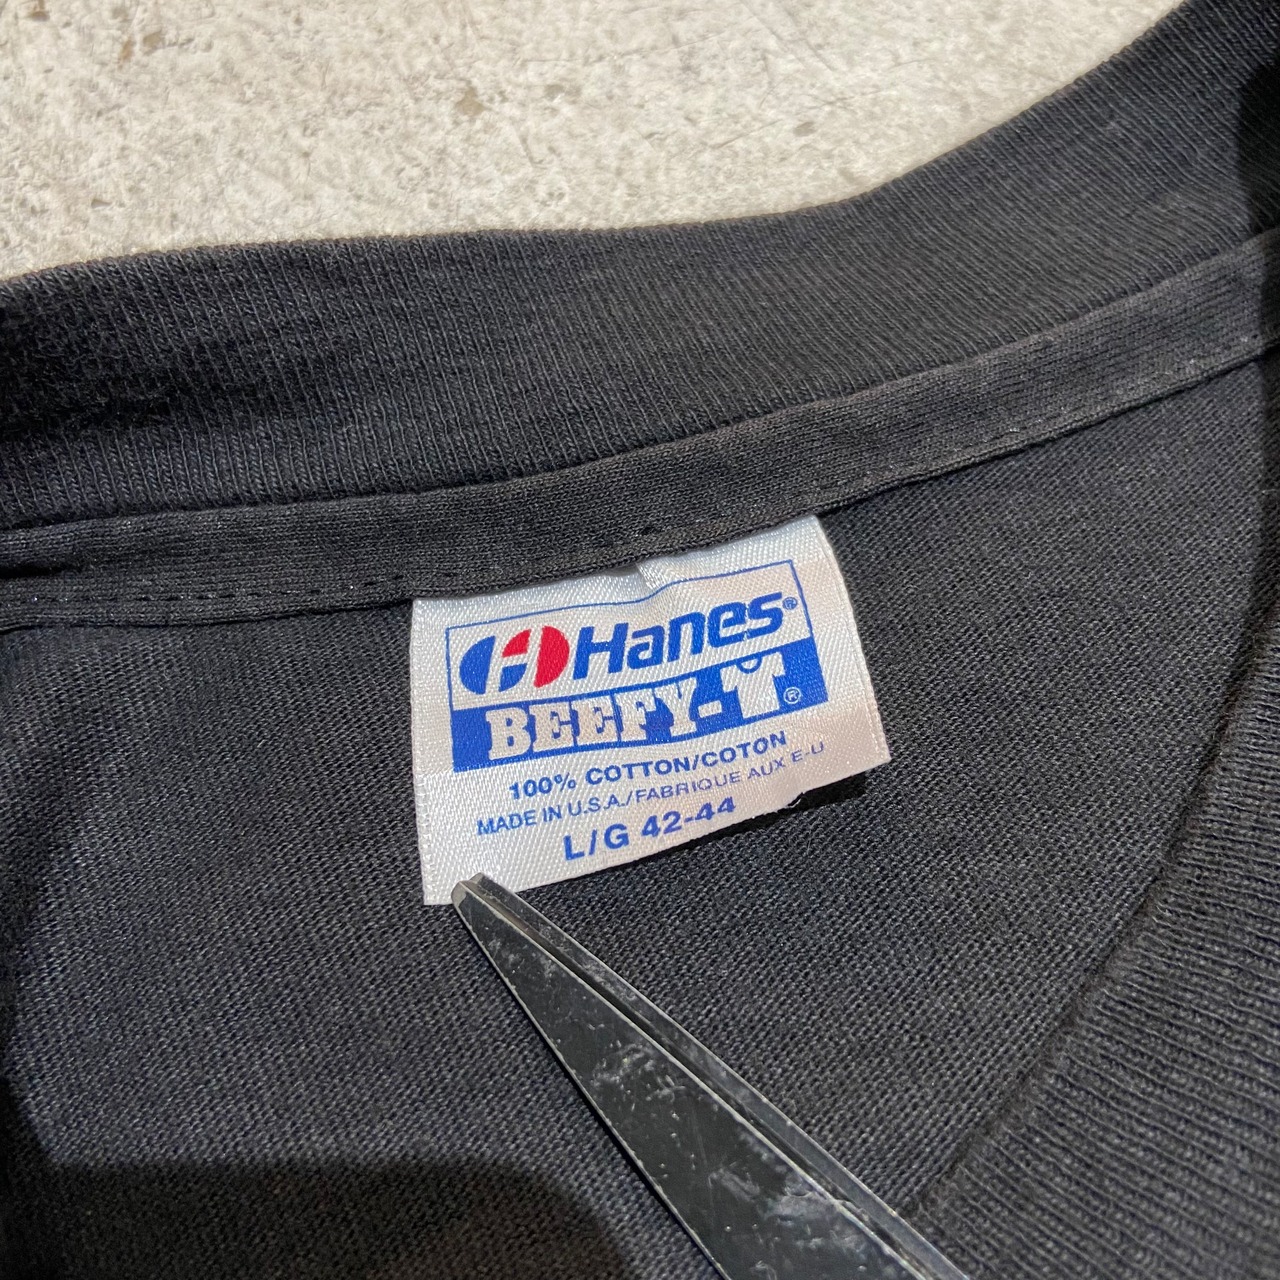 Hanes®
BEEFY-T®
100% COTTON/COTON
MADE IN U.S.A./FABRIQUE AUX E-U
L/G 42-44